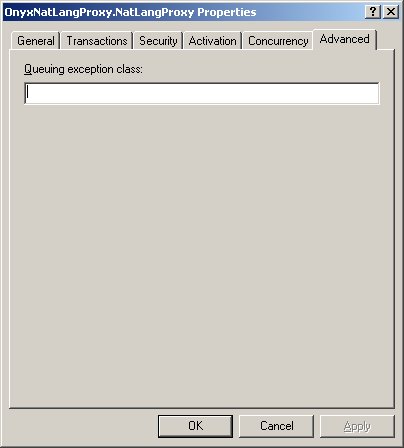 OnyxNatLangProxy.NatLangProxy Properties
General Transactions Security Activation Concurrency Advanced
Queuing exception class:
OK Cancel Apply